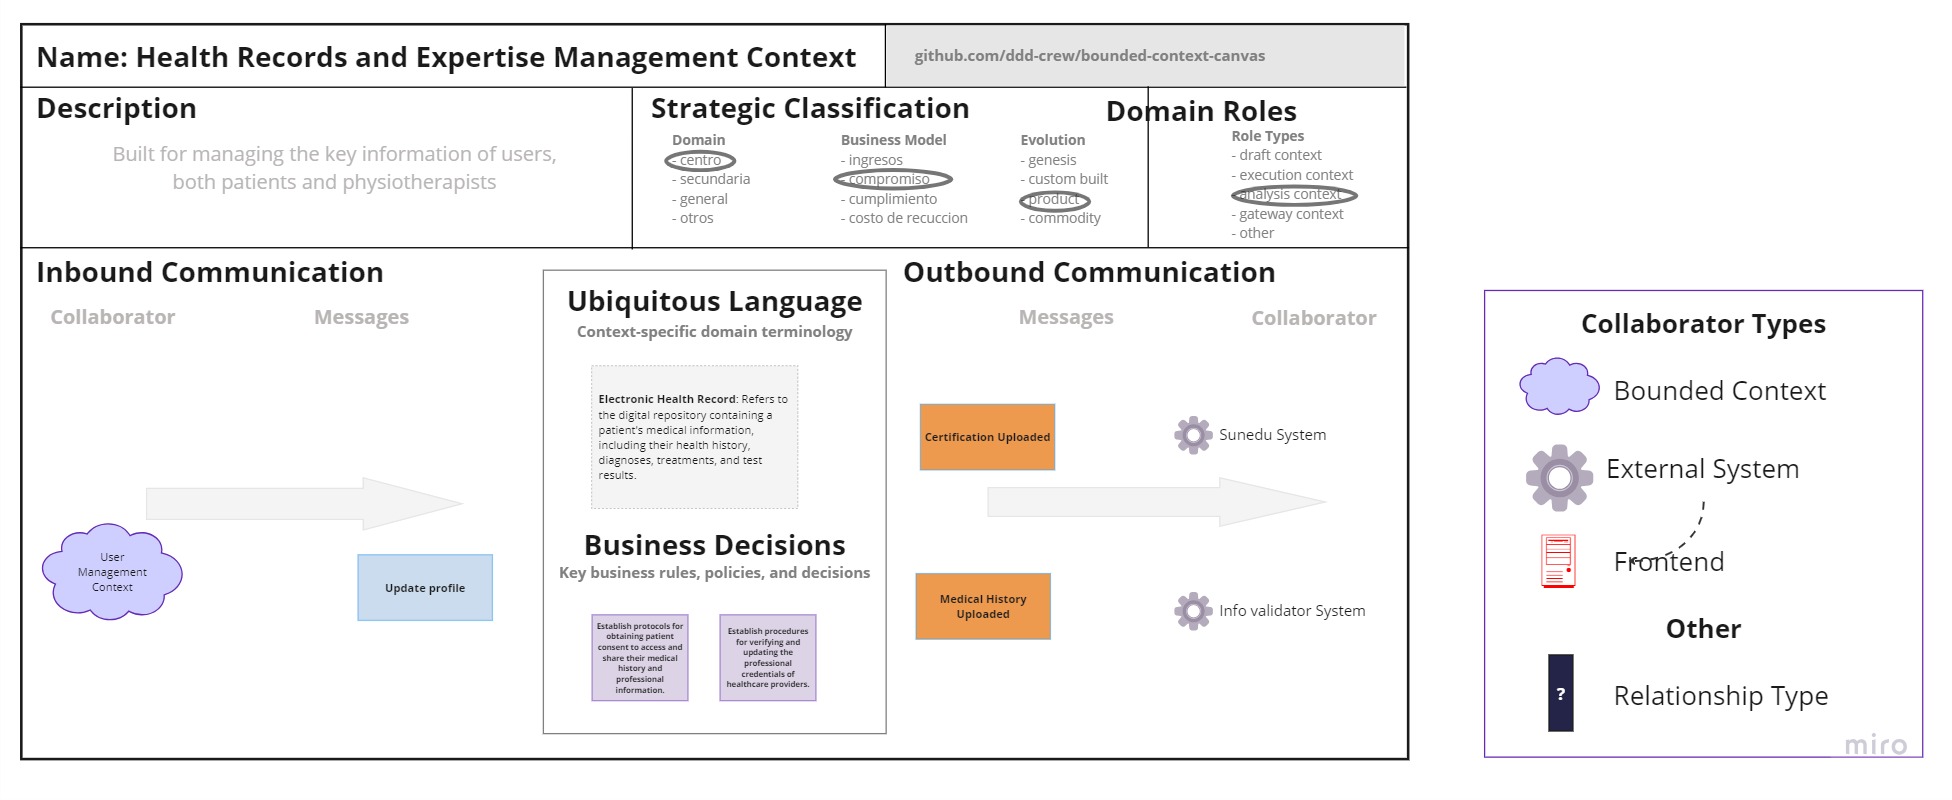 Name: Health Records and Expertise Management Context
github.com/ddd-crew/bounded-context-canvas
Description
Built for managing the key information of users,
both patients and physiotherapists
Strategic Classification
Domain
- centro
- secundaria
- general
- otros
Business Model
- ingresos
- compromiso
- cumplimiento
- costo de recuccion
Evolution
- genesis
- custom built
- product
- commodity
Domain Roles
Role Types
- draft context
- execution context
- analysis context
- gateway context
- other
Inbound Communication
Collaborator
Messages
User
Management
Context
Update profile
Ubiquitous Language
Context-specific domain terminology
Electronic Health Record: Refers to
the digital repository containing a
patient's medical information,
including their health history,
diagnoses, treatments, and test
results.
Business Decisions
Key business rules, policies, and decisions
Establish protocols for
obtaining patient
consent to access and
share their medical
history and
professional
information.
Establish procedures
for verifying and
updating the
professional
credentials of
healthcare providers.
Outbound Communication
Messages
Collaborator
Certification Uploaded
Sunedu System
Medical History
Uploaded
Info validator System
Collaborator Types
Bounded Context
External System
Frontend
Other
?
Relationship Type
miro